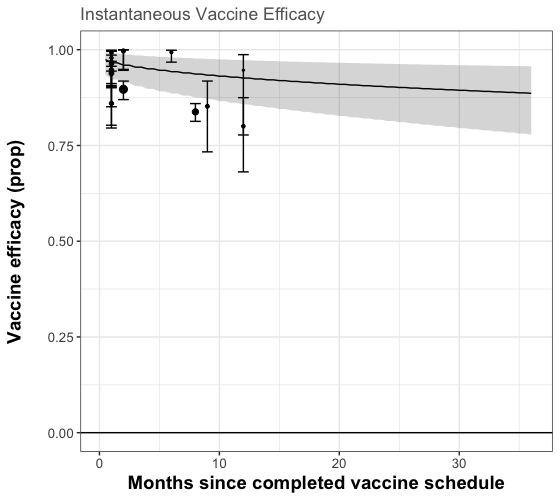 Instantaneous Vaccine Efficacy
Vaccine efficacy (prop)
1.00
0.75
0.50
0.25
0.00
0 10 20 30
Months since completed vaccine schedule